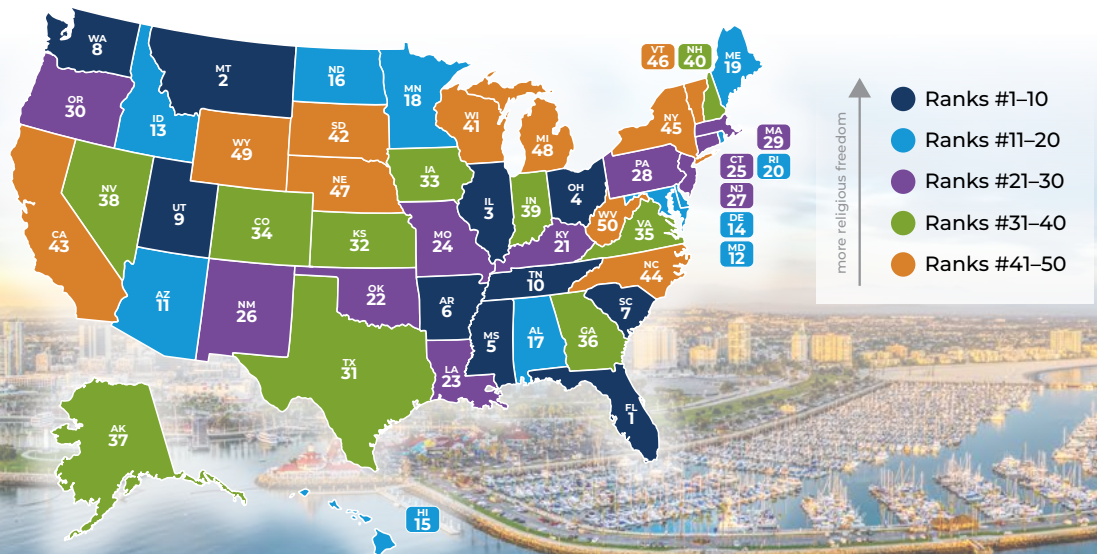 WA
8
MT
2
ND
16
MN
18
VT
46
NH
40
ME
19
OR
30
ID
13
WY
49
SD
42
WI
41
MI
48
NY
45
MA
29
CT
25
RI
20
NJ
27
DE
14
MD
12
NV
38
UT
9
CO
34
NE
47
IA
33
IL
3
IN
39
OH
4
PA
28
WV
50
VA
35
CA
43
KS
32
MO
24
KY
21
NC
44
TN
10
SC
7
AZ
11
NM
26
OK
22
AR
6
MS
5
AL
17
GA
36
TX
31
LA
23
FL
1
AK
37
HI
15
more religious freedom
Ranks #1–10
Ranks #11–20
Ranks #21–30
Ranks #31–40
Ranks #41–50